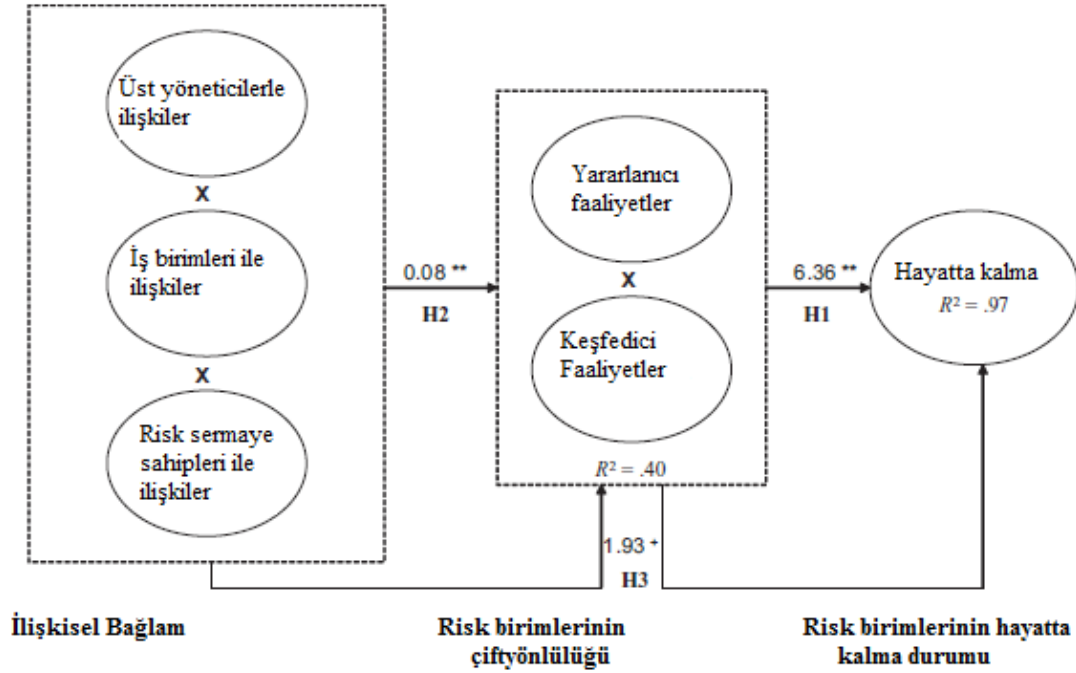 Üst yöneticilerle
ilişkiler
X
İş birimleri ile
ilişkiler
X
Risk sermaye
sahipleri ile
ilişkiler
0.08 **
H2
Yararlanıcı
faaliyetler
X
Keşfedici
Faaliyetler
R² = .40
6.36 **
H1
Hayatta kalma
R² = .97
1.93 +
H3
İlişkisel Bağlam
Risk birimlerinin
çiftyönlülüğü
Risk birimlerinin hayatta
kalma durumu